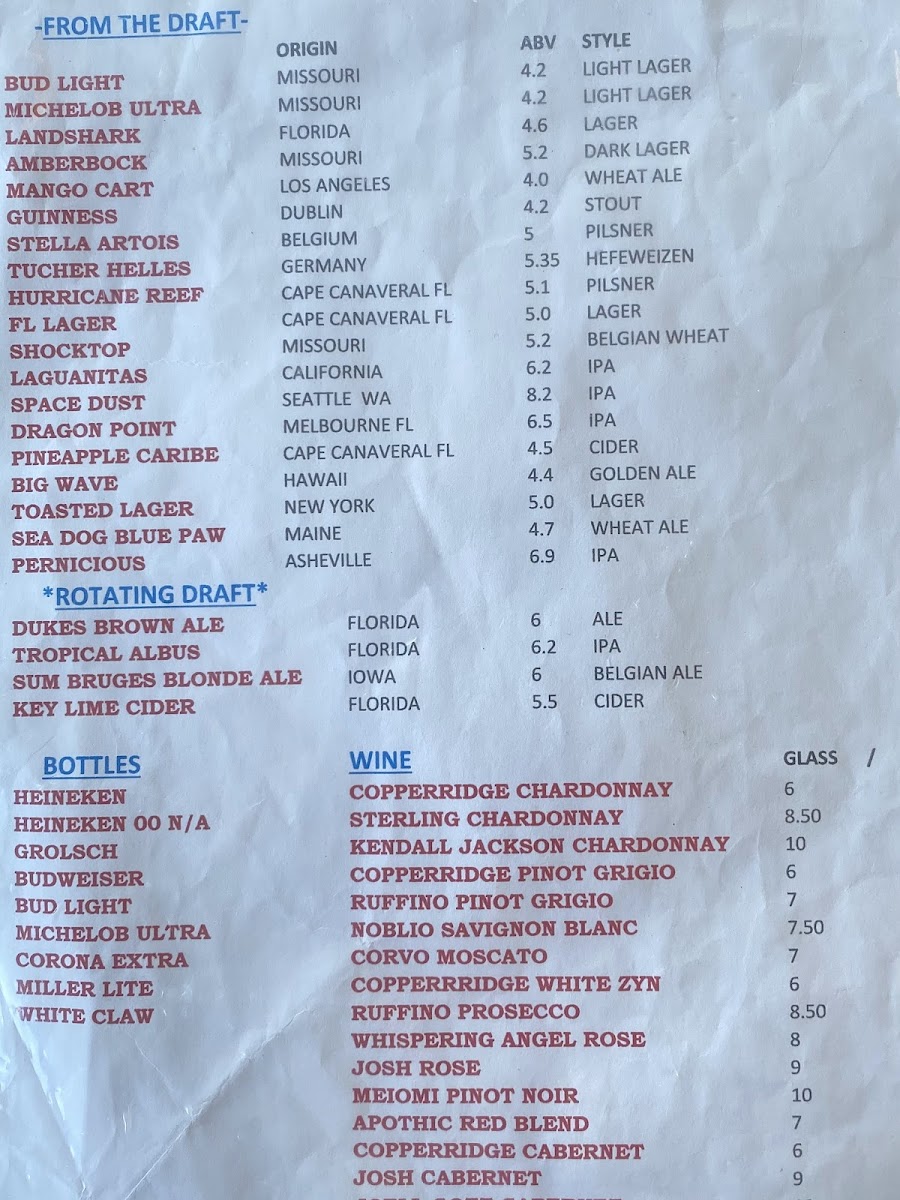 -FROM THE DRAFT-
ORIGIN ABV STYLE
BUD LIGHT MISSOURI 4.2 LIGHT LAGER
MICHELOB ULTRA MISSOURI 4.2 LIGHT LAGER
LANDSHARK FLORIDA 4.6 LAGER
AMBERBOCK MISSOURI 5.2 DARK LAGER
MANGO CART LOS ANGELES 4.0 WHEAT ALE
GUINNESS DUBLIN 4.2 STOUT
STELLA ARTOIS BELGIUM 5 PILSNER
TUCHER HELLES GERMANY 5.35 HEFEWEIZEN
HURRICANE REEF CAPE CANAVERAL FL 5.1 PILSNER
FL LAGER CAPE CANAVERAL FL 5.0 LAGER
SHOCKTOP MISSOURI 5.2 BELGIAN WHEAT
LAGUANITAS CALIFORNIA 6.2 IPA
SPACE DUST SEATTLE WA 8.2 IPA
DRAGON POINT MELBOURNE FL 6.5 IPA
PINEAPPLE CARIBE CAPE CANAVERAL FL 4.5 CIDER
BIG WAVE HAWAII 4.4 GOLDEN ALE
TOASTED LAGER NEW YORK 5.0 LAGER
SEA DOG BLUE PAW MAINE 4.7 WHEAT ALE
PERNICIOUS ASHEVILLE 6.9 IPA
*ROTATING DRAFT*
DUKES BROWN ALE FLORIDA 6 ALE
TROPICAL ALBUS FLORIDA 6.2 IPA
SUM BRUGES BLONDE ALE IOWA 6 BELGIAN ALE
KEY LIME CIDER FLORIDA 5.5 CIDER
BOTTLES
HEINEKEN
HEINEKEN 00 N/A
GROLSCH
BUDWEISER
BUD LIGHT
MICHELOB ULTRA
CORONA EXTRA
MILLER LITE
WHITE CLAW
WINE GLASS /
COPPERRIDGE CHARDONNAY 6
STERLING CHARDONNAY 8.50
KENDALL JACKSON CHARDONNAY 10
COPPERRIDGE PINOT GRIGIO 6
RUFFINO PINOT GRIGIO 7
NOBLIO SAVIGNON BLANC 7.50
CORVO MOSCATO 7
COPPERRRIDGE WHITE ZYN 6
RUFFINO PROSECCO 8.50
WHISPERING ANGEL ROSE 8
JOSH ROSE 9
MEIOMI PINOT NOIR 10
APOTHIC RED BLEND 7
COPPERRIDGE CABERNET 6
JOSH CABERNET 9